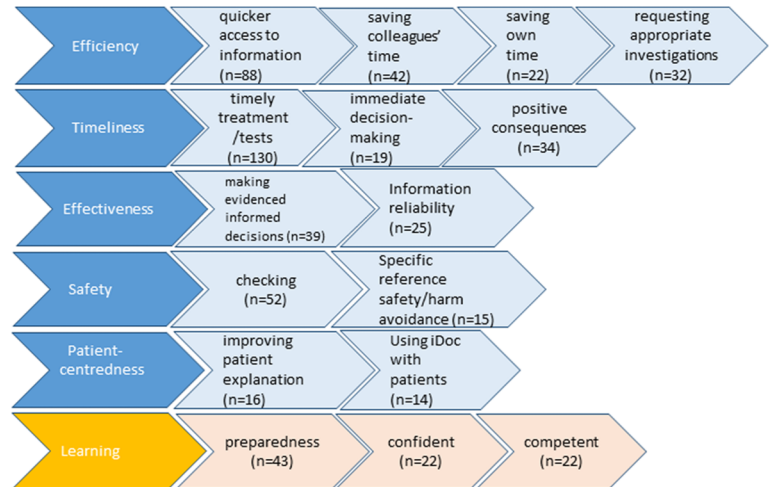 Efficiency
quicker
access to
information
(n=88)
saving
colleagues'
time
(n=42)
saving
own
time
(n=22)
requesting
appropriate
investigations
(n=32)
Timeliness
timely
treatment
/tests
(n=130)
immediate
decision-
making
(n=19)
positive
consequences
(n=34)
Effectiveness
making
evidenced
informed
decisions (n=39)
Information
reliability
(n=25)
Safety
checking
(n=52)
Specific
reference
safety/harm
avoidance (n=15)
Patient-
centredness
improving
patient
explanation
(n=16)
Using iDoc
with
patients
(n=14)
Learning
preparedness
(n=43)
confident
(n=22)
competent
(n=22)